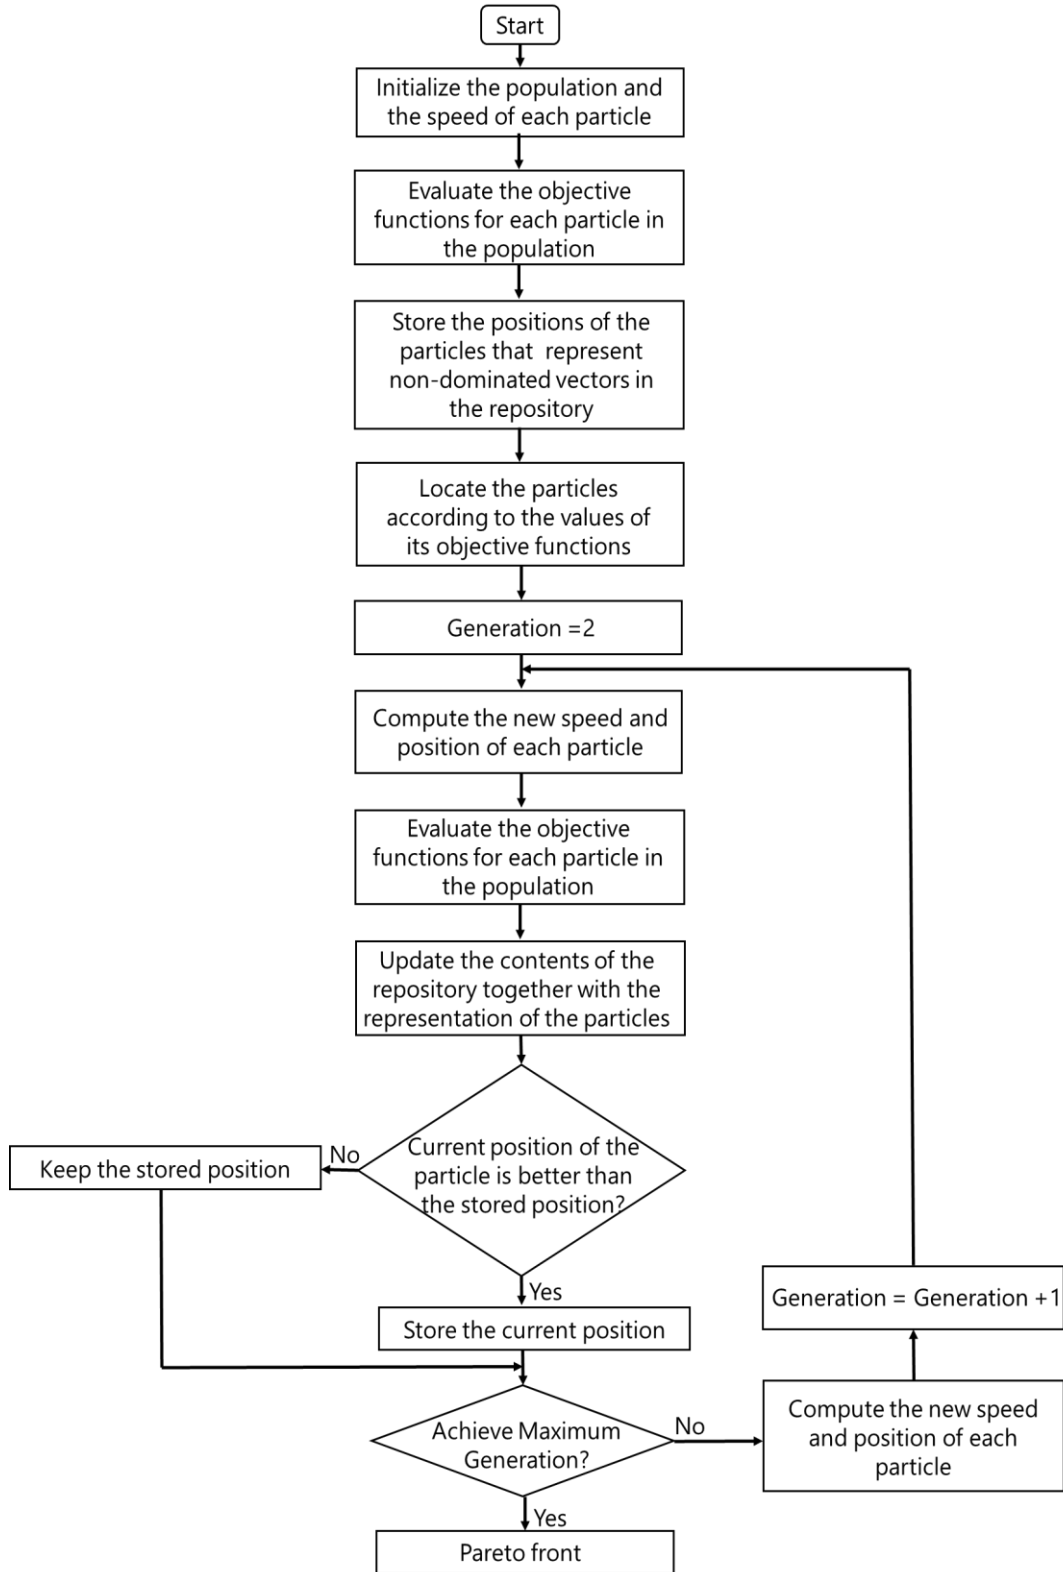 Start
Initialize the population and
the speed of each particle
Evaluate the objective
functions for each particle in
the population
Store the positions of the
particles that represent
non-dominated vectors in
the repository
Locate the particles
according to the values of
its objective functions
Generation =2
Compute the new speed and
position of each particle
Evaluate the objective
functions for each particle in
the population
Update the contents of the
repository together with the
representation of the particles
Current position of the
particle is better than
the stored position?
No
Keep the stored position
Yes
Store the current position
Achieve Maximum
Generation?
No
Compute the new speed
and position of each
particle
Generation = Generation +1
Yes
Pareto front